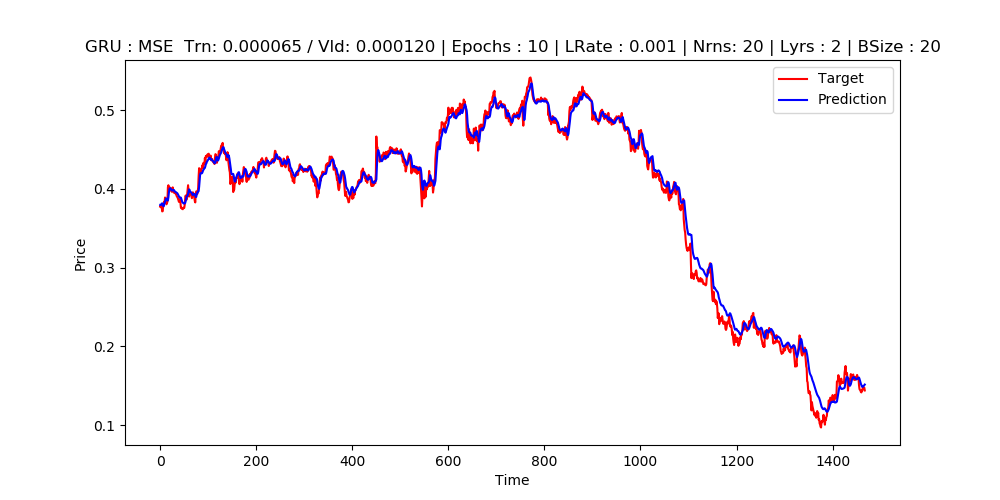 GRU : MSE  Trn: 0.000065 / Vld: 0.000120 | Epochs : 10 | LRate : 0.001 | Nrns: 20 | Lyrs : 2 | BSize : 20
Target
Prediction
0.5
0.4
0.3
0.2
0.1
Price
0 200 400 600 800 1000 1200 1400
Time